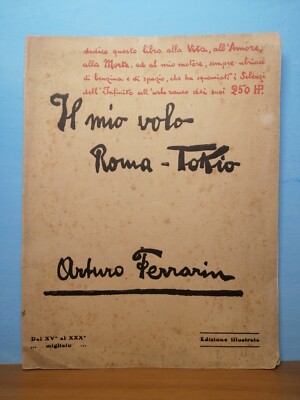 dedico questo libro alla Vita, all'Amore,
alla Morte, ed al mio motore, sempre ubriaco
di benzina e di spazio, che ha squarciati i Silenzi
dell'Infinito all'urlo rauco dei suoi 250 HP.
Il mio volo
Roma - Tokio
Arturo Ferrarin
Dal XVº al XXXº
... migliaio ...
Edizione illustrata